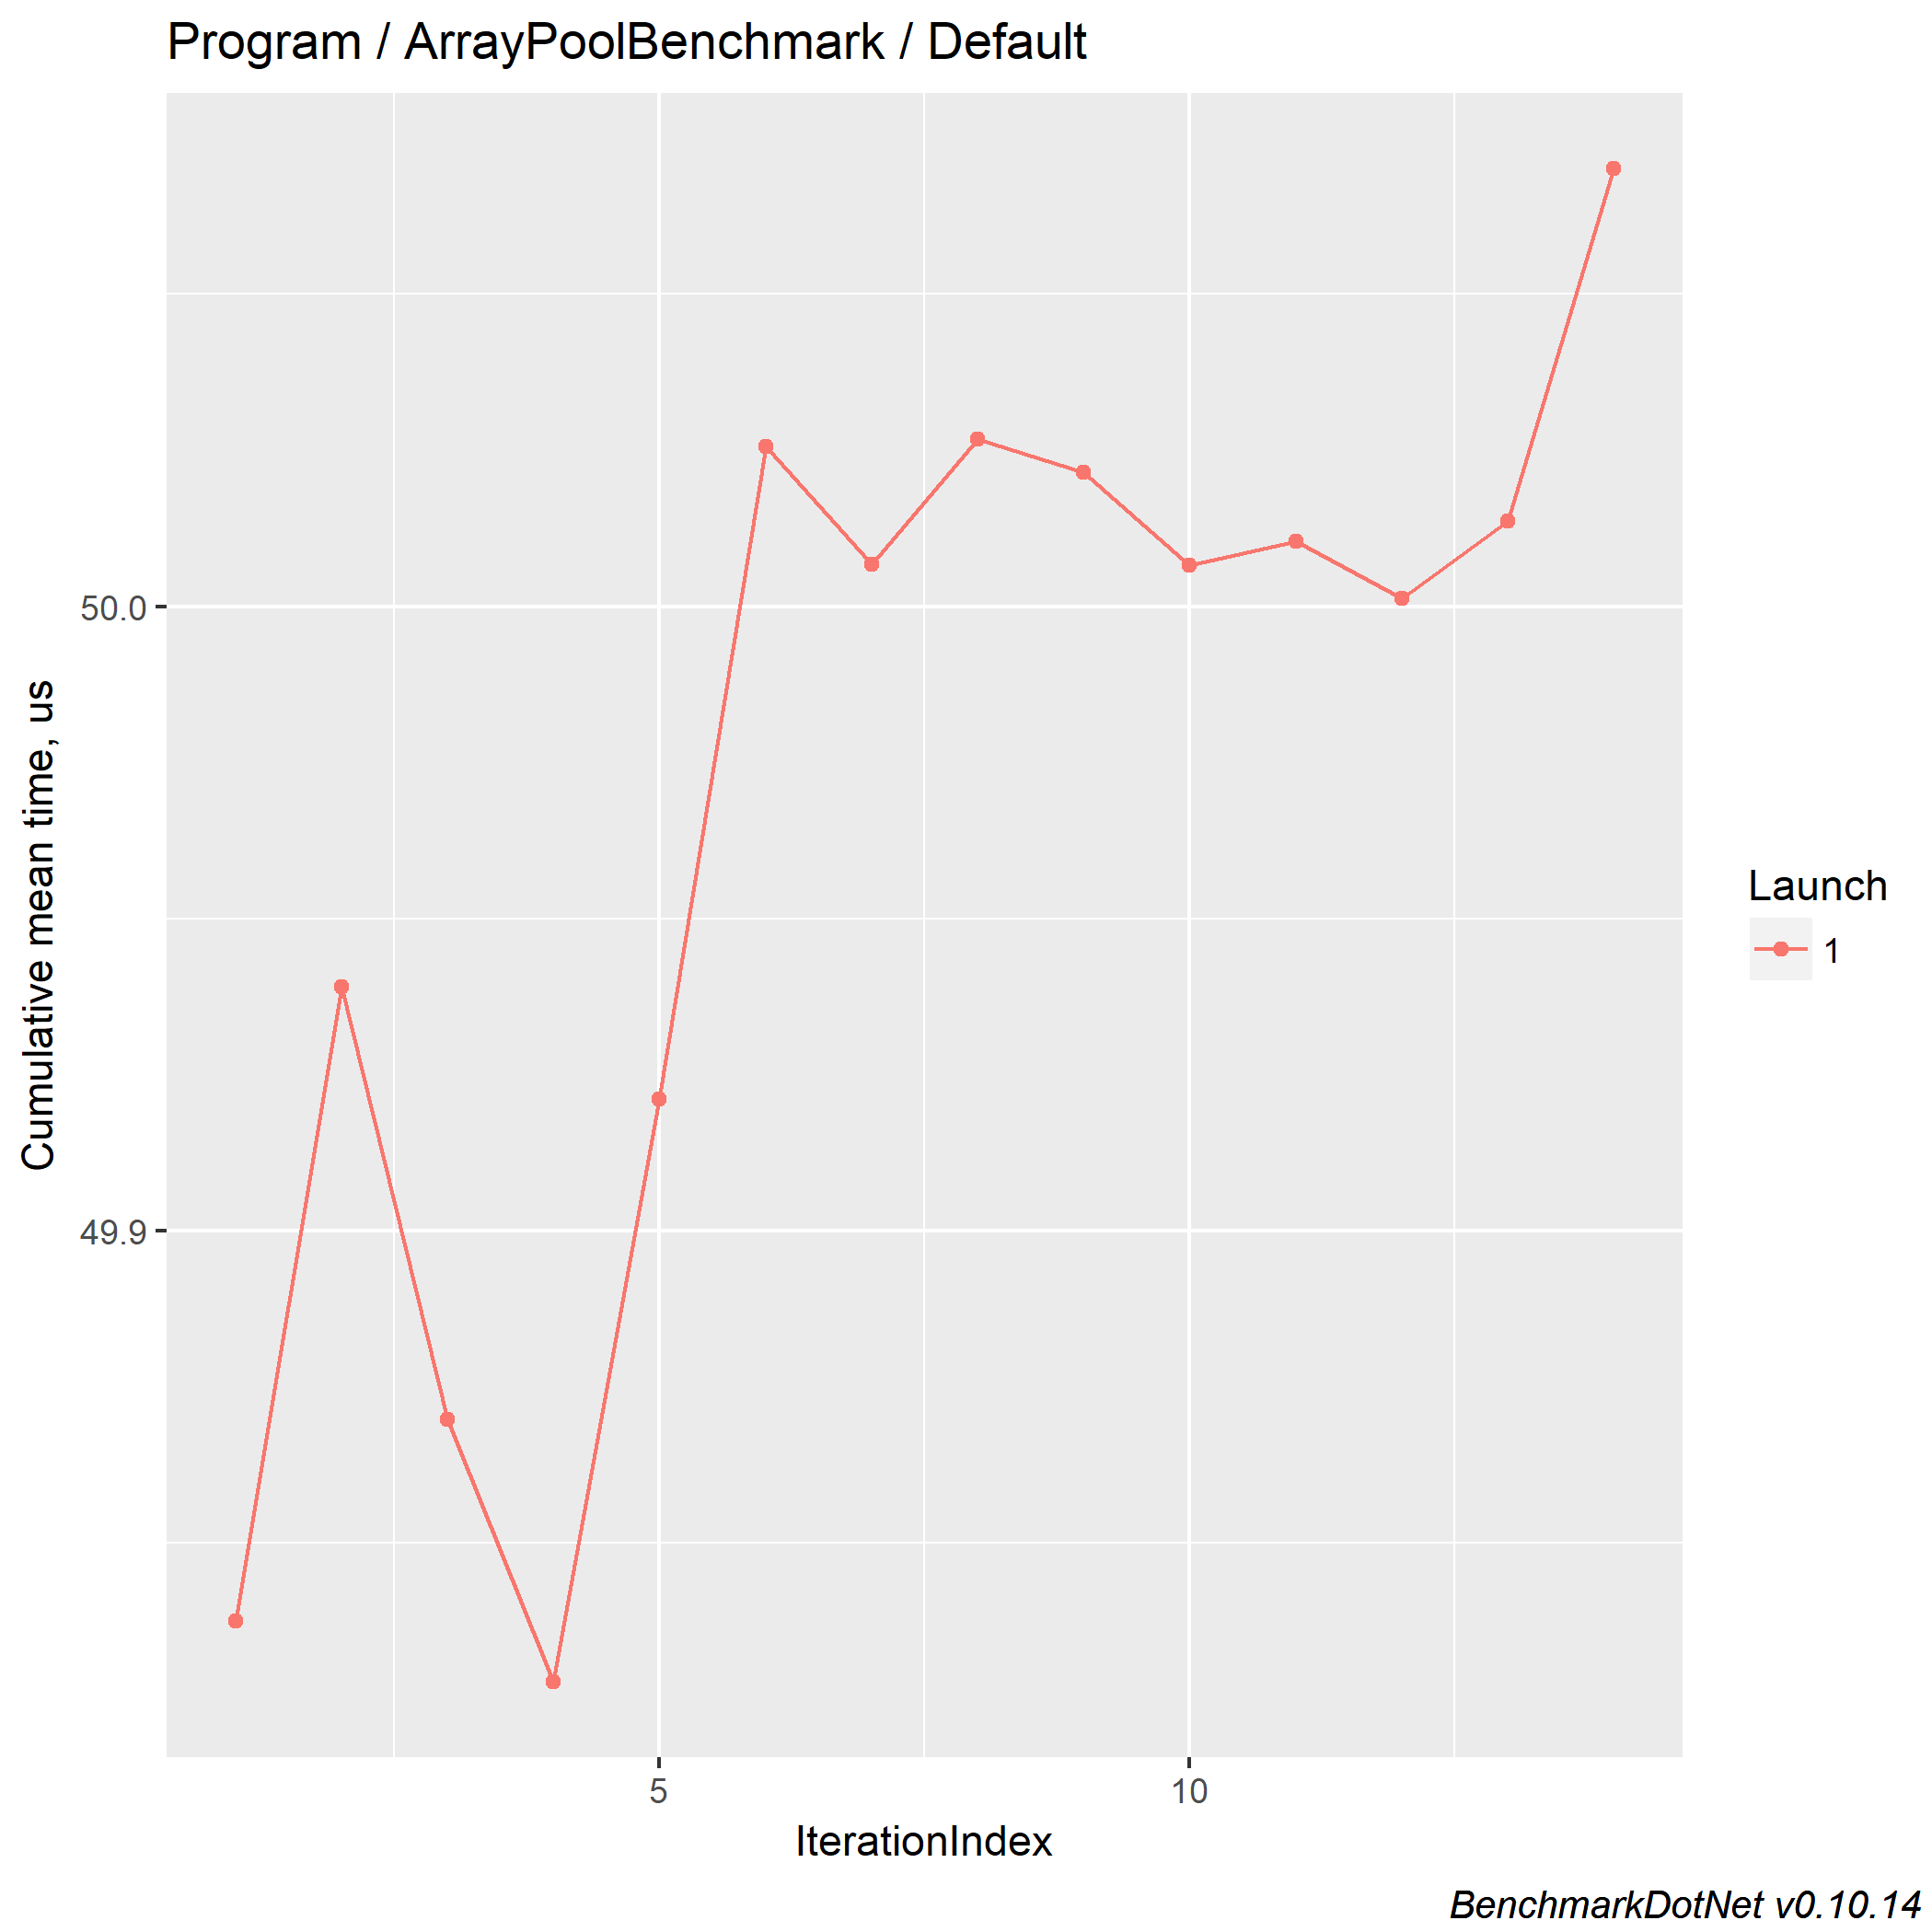 Program / ArrayPoolBenchmark / Default
Cumulative mean time, us
50.0
49.9
5
10
IterationIndex
Launch
1
BenchmarkDotNet v0.10.14